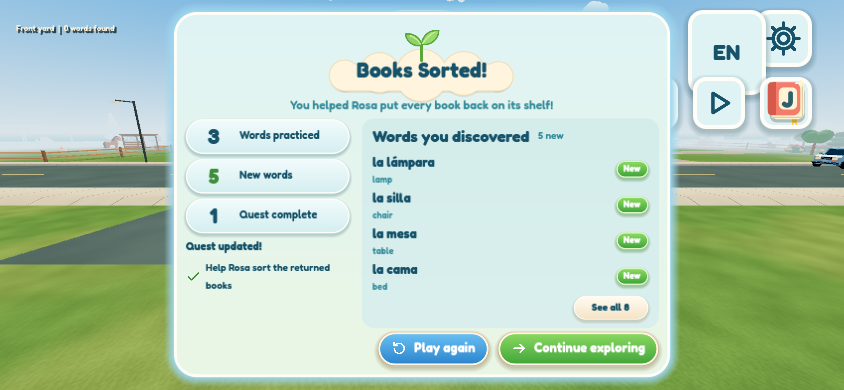 Front yard | 0 words found
EN
J
Books Sorted!
You helped Rosa put every book back on its shelf!
3 Words practiced
5 New words
1 Quest complete
Quest updated!
Help Rosa sort the returned
books
Words you discovered 5 new
la lámpara
lamp
New
la silla
chair
New
la mesa
table
New
la cama
bed
New
See all 8
Play again
Continue exploring